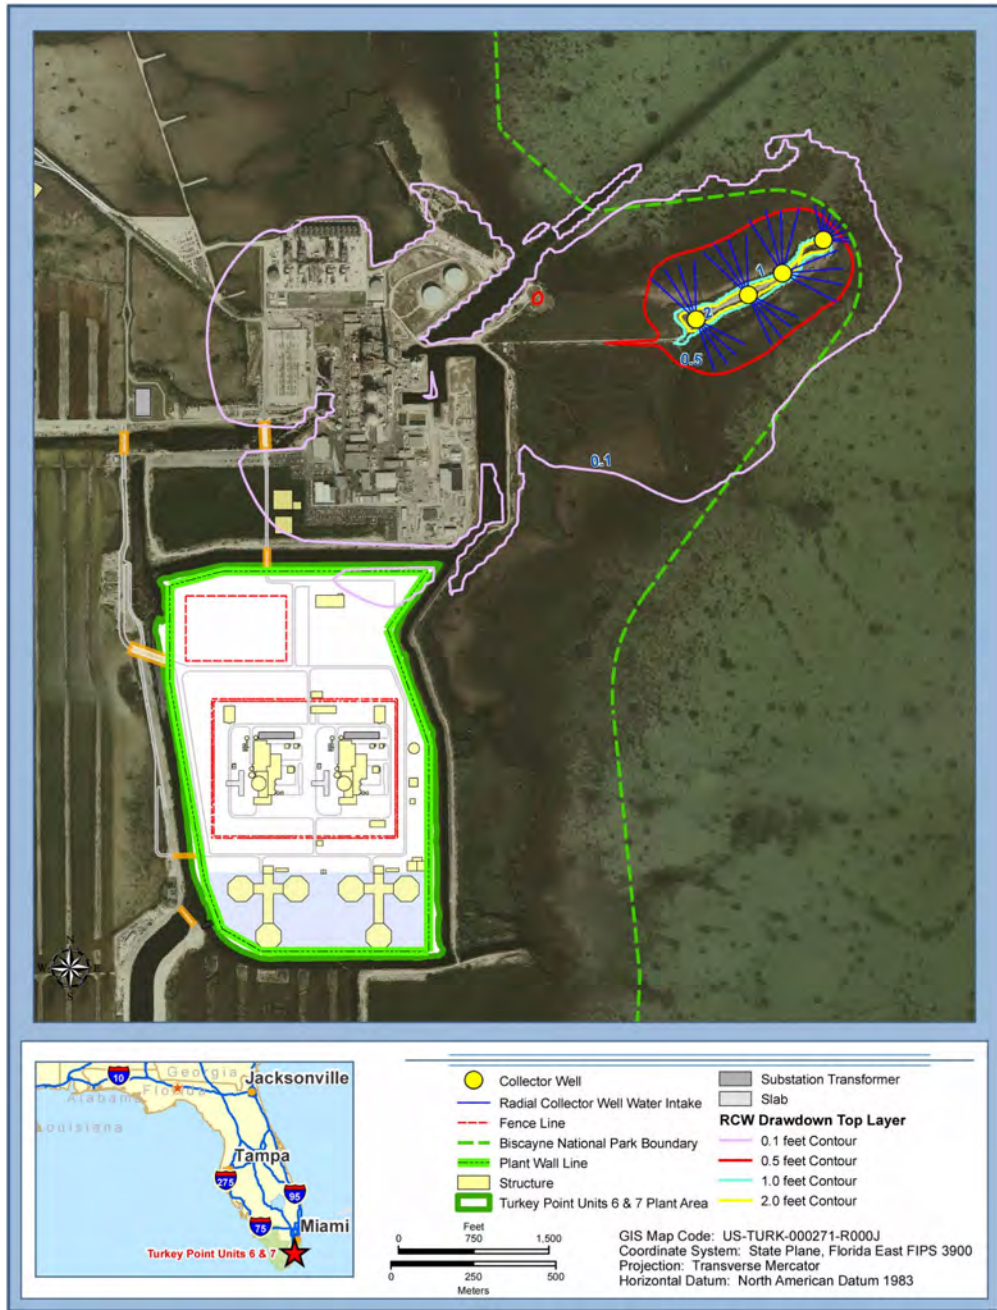 1
2
0.5
0.1
N
W
E
S
10
Georgia
Jacksonville
Florida
Alabama
Louisiana
Tampa
275
95
75
Miami
Turkey Point Units 6 & 7
Collector Well
Radial Collector Well Water Intake
Fence Line
Biscayne National Park Boundary
Plant Wall Line
Structure
Turkey Point Units 6 & 7 Plant Area
Substation Transformer
Slab
RCW Drawdown Top Layer
0.1 feet Contour
0.5 feet Contour
1.0 feet Contour
2.0 feet Contour
Feet
0 750 1,500
0 250 500
Meters
GIS Map Code: US-TURK-000271-R000J
Coordinate System: State Plane, Florida East FIPS 3900
Projection: Transverse Mercator
Horizontal Datum: North American Datum 1983